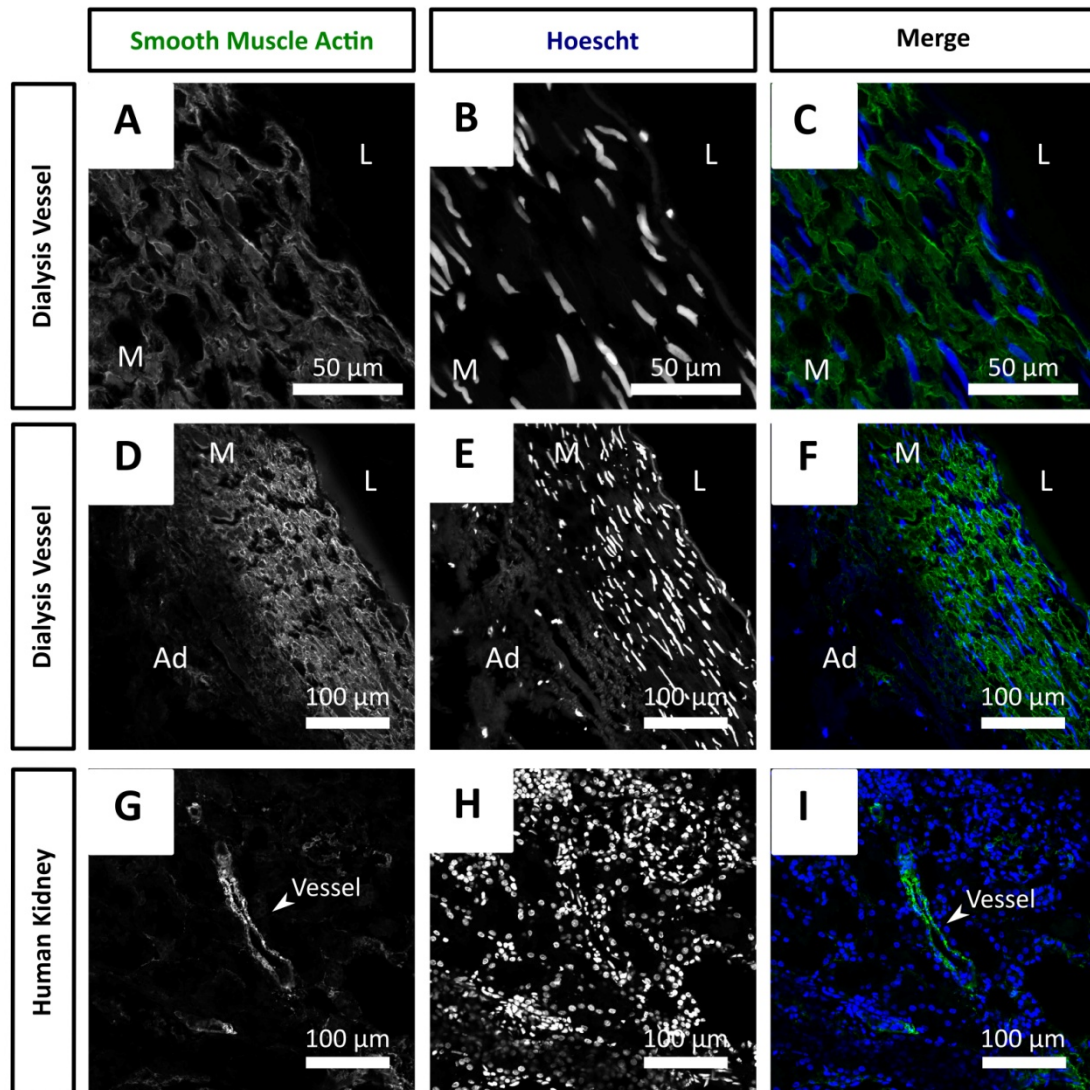 Smooth Muscle Actin
Hoescht
Merge
Dialysis Vessel
A
L
M
50 µm
B
L
M
50 µm
C
L
M
50 µm
Dialysis Vessel
D
M
L
Ad
100 µm
E
M
L
Ad
100 µm
F
M
L
Ad
100 µm
Human Kidney
G
Vessel
100 µm
H
100 µm
I
Vessel
100 µm